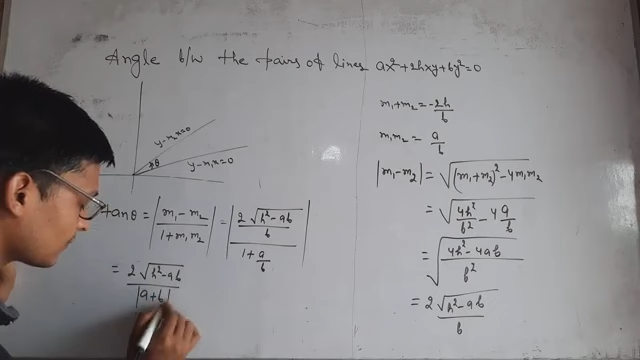 Angle b/w the pairs of lines ax²+2hxy+by²=0
y-m₂x=0
θ
y-m₁x=0
tanθ = |(m₁-m₂)/(1+m₁m₂)| = |(2√(h²-ab)/b)/(1+a/b)|
= 2√(h²-ab)/|a+b|
m₁+m₂ = -2h/b
m₁m₂ = a/b
|m₁-m₂| = √((m₁+m₂)²-4m₁m₂)
= √(4h²/b² - 4a/b)
= √((4h²-4ab)/b²)
= 2√(h²-ab)/b